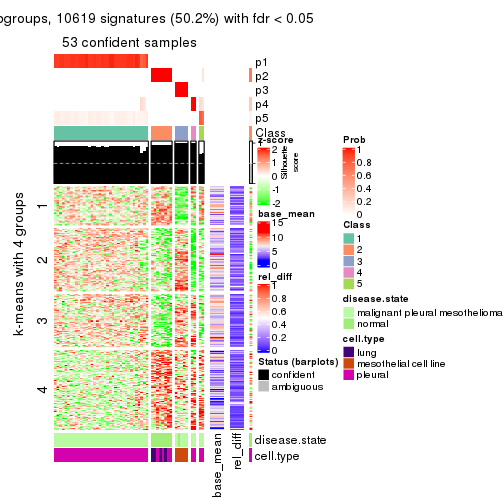 ogroups, 10619 signatures (50.2%) with fdr < 0.05
53 confident samples
p1
p2
p3
p4
p5
Class
Silhouette score
1
2
3
4
k-means with 4 groups
base_mean
rel_diff
disease.state
cell.type
z-score
2
1
0
-1
-2
base_mean
15
10
5
0
rel_diff
1
0.8
0.6
0.4
0.2
0
Status (barplots)
confident
ambiguous
Prob
1
0.8
0.6
0.4
0.2
0
Class
1
2
3
4
5
disease.state
malignant pleural mesothelioma
normal
cell.type
lung
mesothelial cell line
pleural